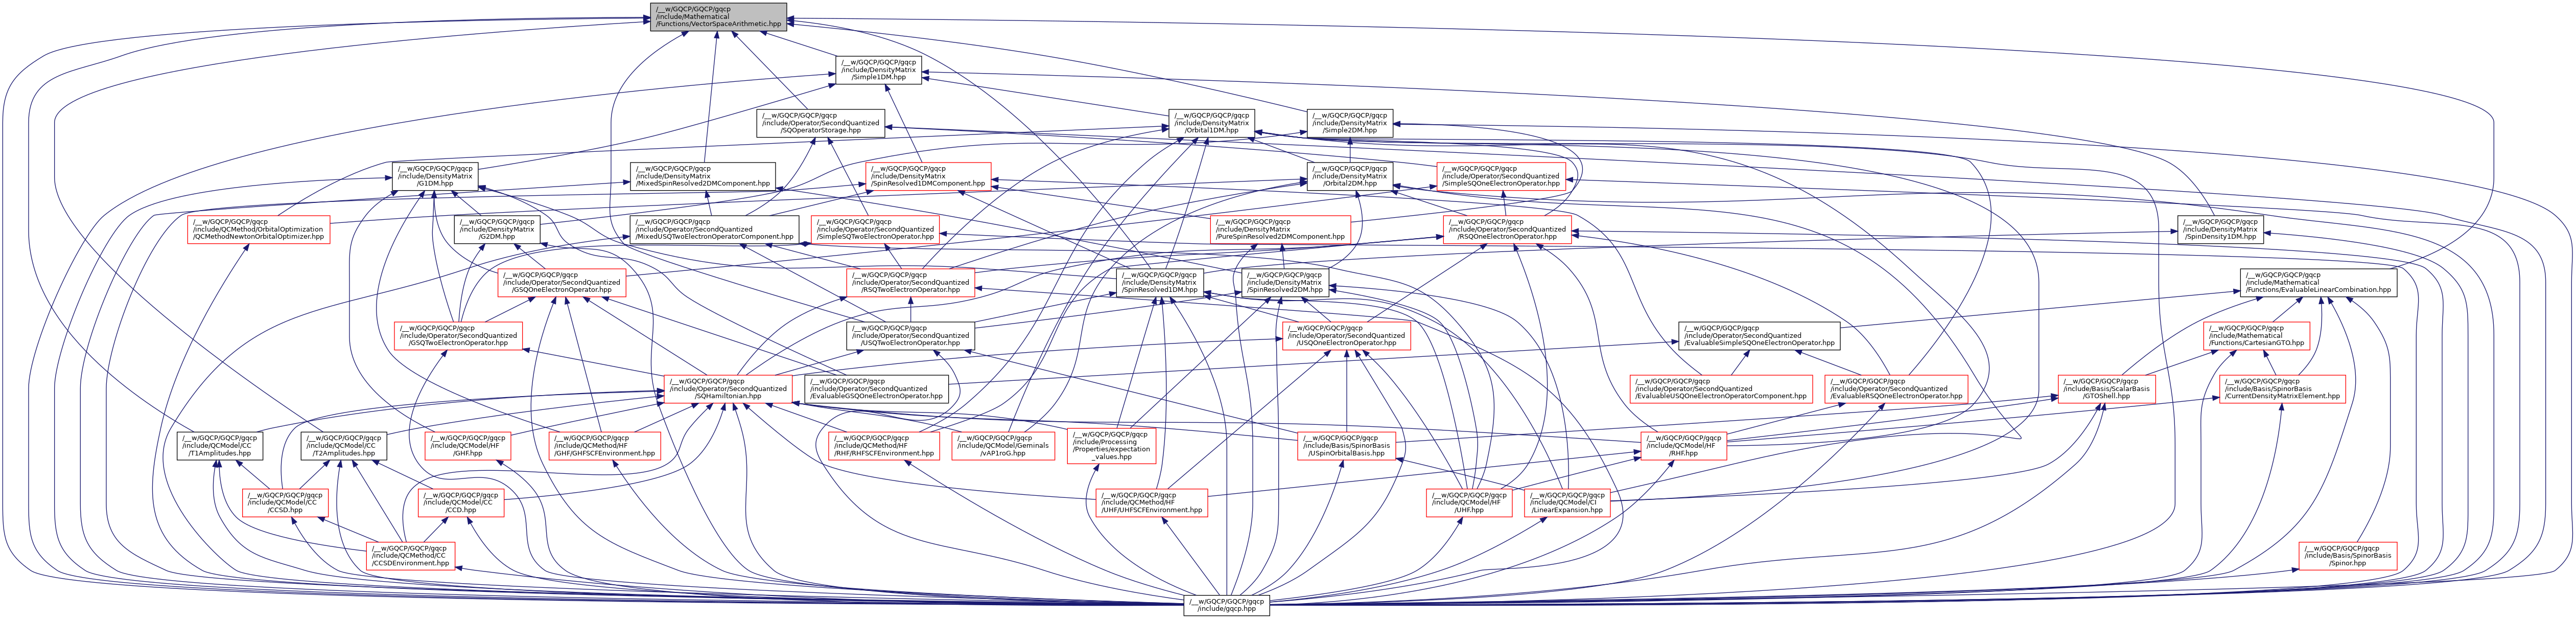 /__w/GQCP/GQCP/gqcp
/include/Mathematical
/Functions/VectorSpaceArithmetic.hpp
/__w/GQCP/GQCP/gqcp
/include/DensityMatrix
/Simple1DM.hpp
/__w/GQCP/GQCP/gqcp
/include/Operator/SecondQuantized
/SQOperatorStorage.hpp
/__w/GQCP/GQCP/gqcp
/include/DensityMatrix
/Orbital1DM.hpp
/__w/GQCP/GQCP/gqcp
/include/DensityMatrix
/Simple2DM.hpp
/__w/GQCP/GQCP/gqcp
/include/DensityMatrix
/G1DM.hpp
/__w/GQCP/GQCP/gqcp
/include/DensityMatrix
/MixedSpinResolved2DMComponent.hpp
/__w/GQCP/GQCP/gqcp
/include/DensityMatrix
/SpinResolved1DMComponent.hpp
/__w/GQCP/GQCP/gqcp
/include/DensityMatrix
/Orbital2DM.hpp
/__w/GQCP/GQCP/gqcp
/include/Operator/SecondQuantized
/SimpleSQOneElectronOperator.hpp
/__w/GQCP/GQCP/gqcp
/include/QCMethod/OrbitalOptimization
/QCMethodNewtonOrbitalOptimizer.hpp
/__w/GQCP/GQCP/gqcp
/include/DensityMatrix
/G2DM.hpp
/__w/GQCP/GQCP/gqcp
/include/Operator/SecondQuantized
/MixedUSQTwoElectronOperatorComponent.hpp
/__w/GQCP/GQCP/gqcp
/include/Operator/SecondQuantized
/SimpleSQTwoElectronOperator.hpp
/__w/GQCP/GQCP/gqcp
/include/DensityMatrix
/PureSpinResolved2DMComponent.hpp
/__w/GQCP/GQCP/gqcp
/include/Operator/SecondQuantized
/RSQOneElectronOperator.hpp
/__w/GQCP/GQCP/gqcp
/include/DensityMatrix
/SpinDensity1DM.hpp
/__w/GQCP/GQCP/gqcp
/include/Operator/SecondQuantized
/GSQOneElectronOperator.hpp
/__w/GQCP/GQCP/gqcp
/include/Operator/SecondQuantized
/RSQTwoElectronOperator.hpp
/__w/GQCP/GQCP/gqcp
/include/DensityMatrix
/SpinResolved1DM.hpp
/__w/GQCP/GQCP/gqcp
/include/DensityMatrix
/SpinResolved2DM.hpp
/__w/GQCP/GQCP/gqcp
/include/Mathematical
/Functions/EvaluableLinearCombination.hpp
/__w/GQCP/GQCP/gqcp
/include/Operator/SecondQuantized
/GSQTwoElectronOperator.hpp
/__w/GQCP/GQCP/gqcp
/include/Operator/SecondQuantized
/USQTwoElectronOperator.hpp
/__w/GQCP/GQCP/gqcp
/include/Operator/SecondQuantized
/USQOneElectronOperator.hpp
/__w/GQCP/GQCP/gqcp
/include/Operator/SecondQuantized
/EvaluableSimpleSQOneElectronOperator.hpp
/__w/GQCP/GQCP/gqcp
/include/Mathematical
/Functions/CartesianGTO.hpp
/__w/GQCP/GQCP/gqcp
/include/Operator/SecondQuantized
/SQHamiltonian.hpp
/__w/GQCP/GQCP/gqcp
/include/Operator/SecondQuantized
/EvaluableGSQOneElectronOperator.hpp
/__w/GQCP/GQCP/gqcp
/include/Operator/SecondQuantized
/EvaluableUSQOneElectronOperatorComponent.hpp
/__w/GQCP/GQCP/gqcp
/include/Operator/SecondQuantized
/EvaluableRSQOneElectronOperator.hpp
/__w/GQCP/GQCP/gqcp
/include/Basis/ScalarBasis
/GTOShell.hpp
/__w/GQCP/GQCP/gqcp
/include/Basis/SpinorBasis
/CurrentDensityMatrixElement.hpp
/__w/GQCP/GQCP/gqcp
/include/QCModel/CC
/T1Amplitudes.hpp
/__w/GQCP/GQCP/gqcp
/include/QCModel/CC
/T2Amplitudes.hpp
/__w/GQCP/GQCP/gqcp
/include/QCModel/HF
/GHF.hpp
/__w/GQCP/GQCP/gqcp
/include/QCMethod/HF
/GHF/GHFSCFEnvironment.hpp
/__w/GQCP/GQCP/gqcp
/include/QCMethod/HF
/RHF/RHFSCFEnvironment.hpp
/__w/GQCP/GQCP/gqcp
/include/QCModel/Geminals
/vAP1roG.hpp
/__w/GQCP/GQCP/gqcp
/include/Processing
/Properties/expectation
_values.hpp
/__w/GQCP/GQCP/gqcp
/include/Basis/SpinorBasis
/USpinOrbitalBasis.hpp
/__w/GQCP/GQCP/gqcp
/include/QCModel/HF
/RHF.hpp
/__w/GQCP/GQCP/gqcp
/include/QCModel/CC
/CCSD.hpp
/__w/GQCP/GQCP/gqcp
/include/QCModel/CC
/CCD.hpp
/__w/GQCP/GQCP/gqcp
/include/QCMethod/HF
/UHF/UHFSCFEnvironment.hpp
/__w/GQCP/GQCP/gqcp
/include/QCModel/HF
/UHF.hpp
/__w/GQCP/GQCP/gqcp
/include/QCModel/CI
/LinearExpansion.hpp
/__w/GQCP/GQCP/gqcp
/include/QCMethod/CC
/CCSDEnvironment.hpp
/__w/GQCP/GQCP/gqcp
/include/Basis/SpinorBasis
/Spinor.hpp
/__w/GQCP/GQCP/gqcp
/include/gqcp.hpp